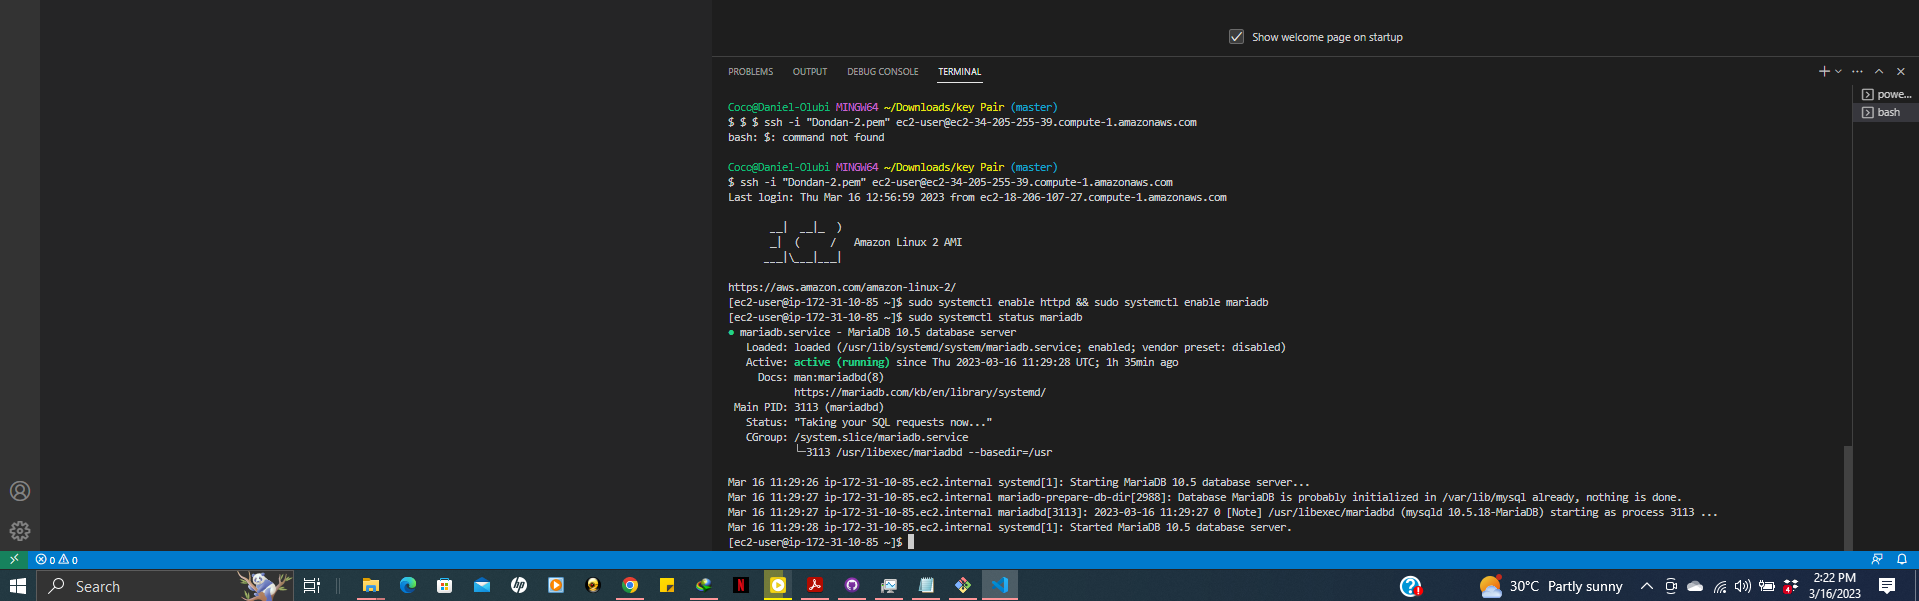 Show welcome page on startup
PROBLEMS OUTPUT DEBUG CONSOLE TERMINAL
powe...
bash
Coco@Daniel-Olubi MINGW64 ~/Downloads/key Pair (master)
$ $ $ ssh -i "Dondan-2.pem" ec2-user@ec2-34-205-255-39.compute-1.amazonaws.com
bash: $: command not found
Coco@Daniel-Olubi MINGW64 ~/Downloads/key Pair (master)
$ ssh -i "Dondan-2.pem" ec2-user@ec2-34-205-255-39.compute-1.amazonaws.com
Last login: Thu Mar 16 12:56:59 2023 from ec2-18-206-107-27.compute-1.amazonaws.com
__|  __|_  )
_|  (     /   Amazon Linux 2 AMI
___|\___|___|
https://aws.amazon.com/amazon-linux-2/
[ec2-user@ip-172-31-10-85 ~]$ sudo systemctl enable httpd && sudo systemctl enable mariadb
[ec2-user@ip-172-31-10-85 ~]$ sudo systemctl status mariadb
● mariadb.service - MariaDB 10.5 database server
Loaded: loaded (/usr/lib/systemd/system/mariadb.service; enabled; vendor preset: disabled)
Active: active (running) since Thu 2023-03-16 11:29:28 UTC; 1h 35min ago
Docs: man:mariadbd(8)
https://mariadb.com/kb/en/library/systemd/
Main PID: 3113 (mariadbd)
Status: "Taking your SQL requests now..."
CGroup: /system.slice/mariadb.service
└─3113 /usr/libexec/mariadbd --basedir=/usr
Mar 16 11:29:26 ip-172-31-10-85.ec2.internal systemd[1]: Starting MariaDB 10.5 database server...
Mar 16 11:29:27 ip-172-31-10-85.ec2.internal mariadb-prepare-db-dir[2988]: Database MariaDB is probably initialized in /var/lib/mysql already, nothing is done.
Mar 16 11:29:27 ip-172-31-10-85.ec2.internal mariadbd[3113]: 2023-03-16 11:29:27 0 [Note] /usr/libexec/mariadbd (mysqld 10.5.18-MariaDB) starting as process 3113 ...
Mar 16 11:29:28 ip-172-31-10-85.ec2.internal systemd[1]: Started MariaDB 10.5 database server.
[ec2-user@ip-172-31-10-85 ~]$
0 0
Search
30°C Partly sunny
2:22 PM
3/16/2023